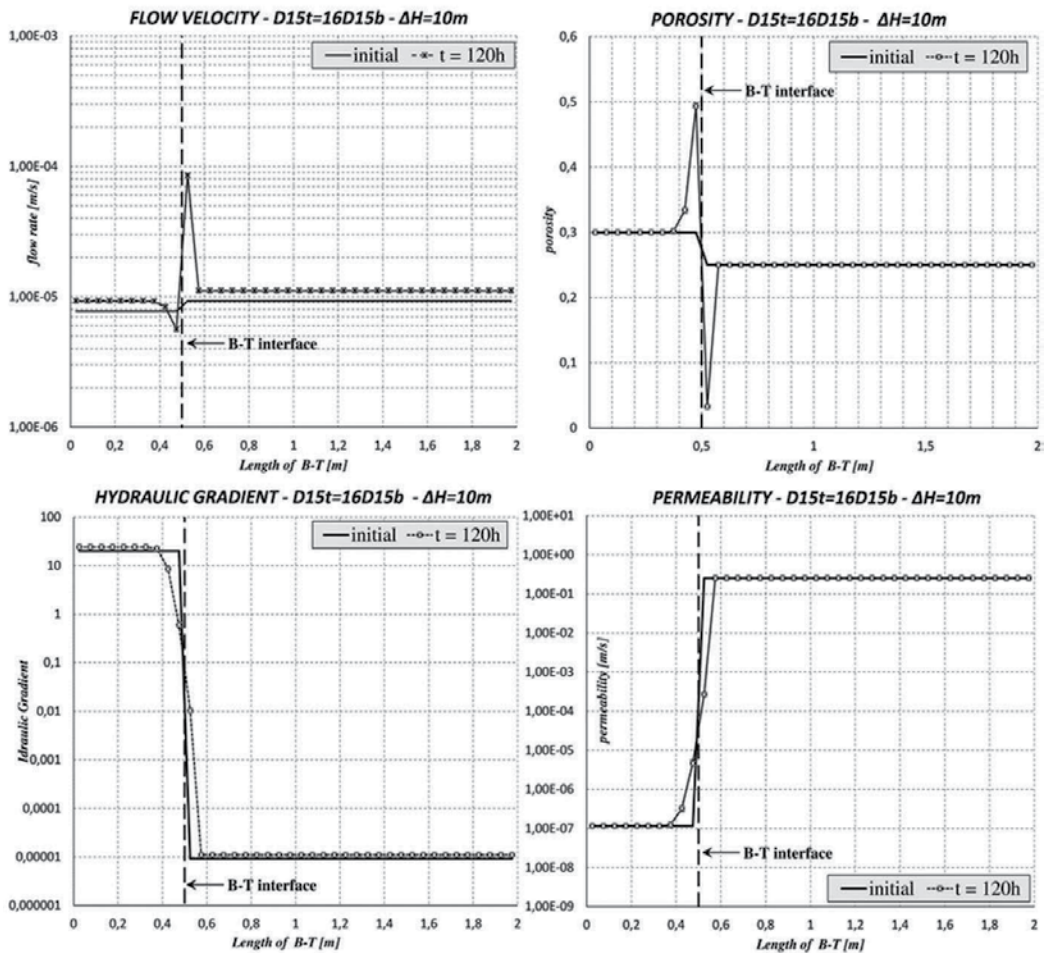 FLOW VELOCITY - D15t=16D15b - ΔH=10m
1,00E-03
1,00E-04
1,00E-05
1,00E-06
flow rate [m/s]
initial
t = 120h
B-T interface
0
0,2
0,4
0,6
0,8
1
1,2
1,4
1,6
1,8
2
Length of B-T [m]
POROSITY - D15t=16D15b - ΔH=10m
0,6
0,5
0,4
0,3
0,2
0,1
0
porosity
initial
t = 120h
B-T interface
0
0,5
1
1,5
2
Length of B-T [m]
HYDRAULIC GRADIENT - D15t=16D15b - ΔH=10m
100
10
1
0,1
0,01
0,001
0,0001
0,00001
0,000001
Idraulic Gradient
initial
t = 120h
B-T interface
0
0,2
0,4
0,6
0,8
1
1,2
1,4
1,6
1,8
2
Length of B-T [m]
PERMEABILITY - D15t=16D15b - ΔH=10m
1,00E+01
1,00E+00
1,00E-01
1,00E-02
1,00E-03
1,00E-04
1,00E-05
1,00E-06
1,00E-07
1,00E-08
1,00E-09
permeability [m/s]
B-T interface
initial
t = 120h
0
0,2
0,4
0,6
0,8
1
1,2
1,4
1,6
1,8
2
Length of B-T [m]